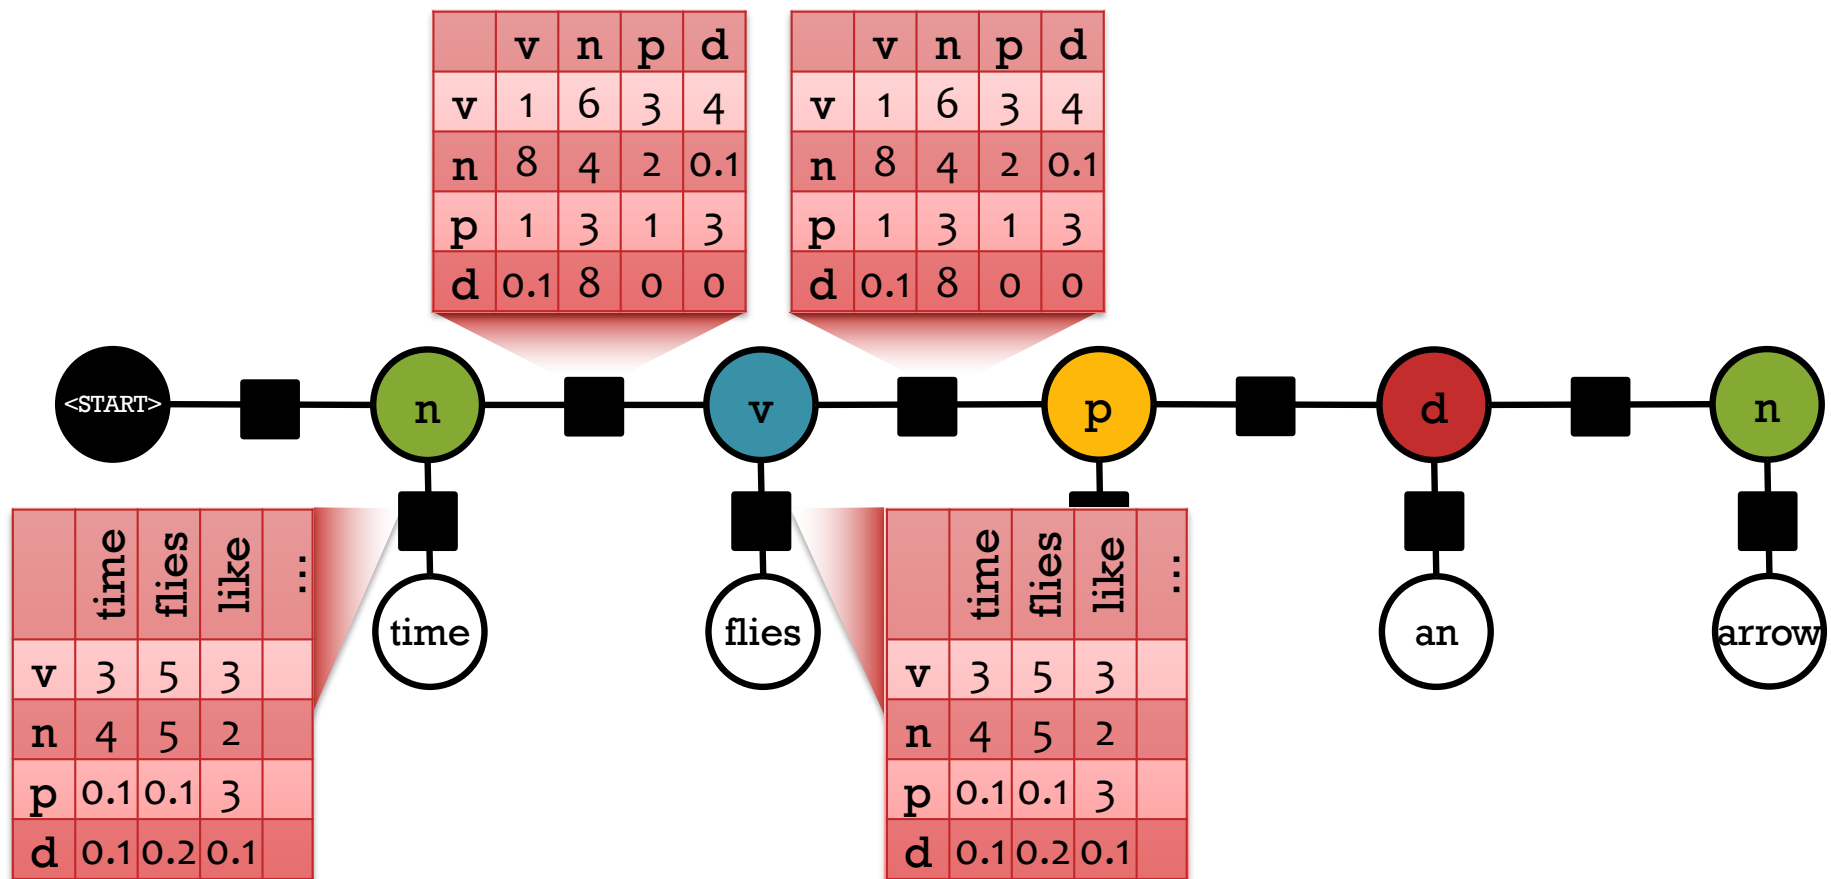 v n p d
v 1 6 3 4
n 8 4 2 0.1
p 1 3 1 3
d 0.1 8 0 0
v n p d
v 1 6 3 4
n 8 4 2 0.1
p 1 3 1 3
d 0.1 8 0 0
<START> n v p d n
time flies like ...
v 3 5 3
n 4 5 2
p 0.1 0.1 3
d 0.1 0.2 0.1
time
flies
time flies like ...
v 3 5 3
n 4 5 2
p 0.1 0.1 3
d 0.1 0.2 0.1
an
arrow